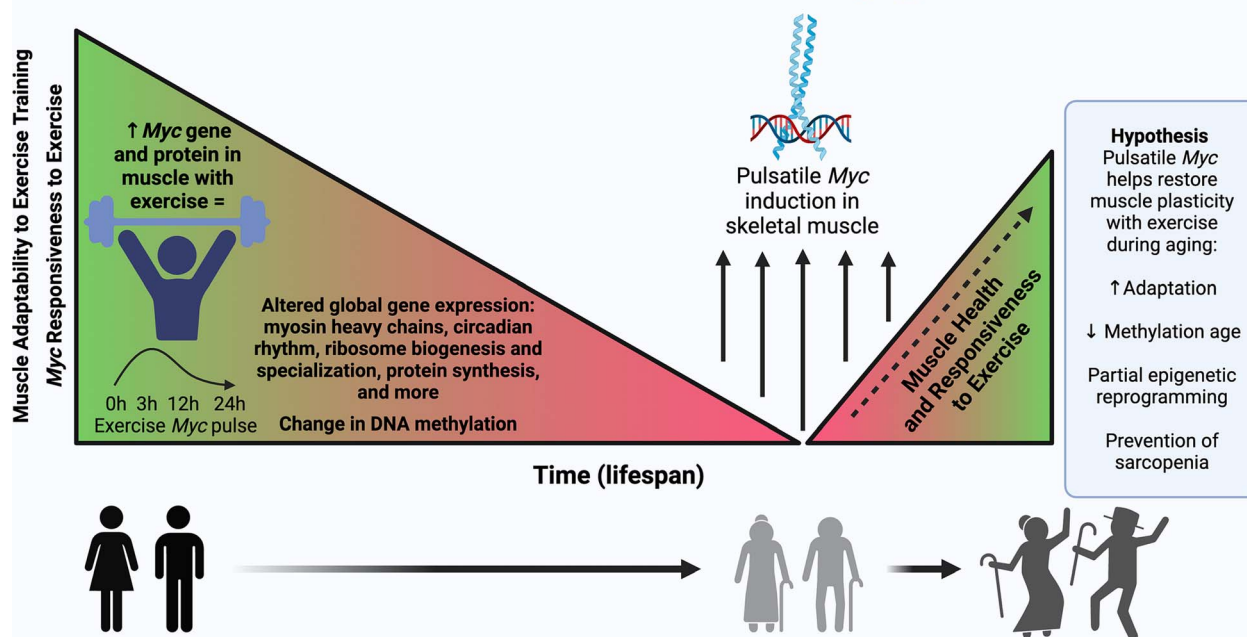 Muscle Adaptability to Exercise Training
Myc Responsiveness to Exercise
↑ Myc gene
and protein in
muscle with
exercise =
0h 3h 12h 24h
Exercise Myc pulse
Altered global gene expression:
myosin heavy chains, circadian
rhythm, ribosome biogenesis and
specialization, protein synthesis,
and more
Change in DNA methylation
Pulsatile Myc
induction in
skeletal muscle
Muscle Health
and Responsiveness
to Exercise
Hypothesis
Pulsatile Myc
helps restore
muscle plasticity
with exercise
during aging:
↑Adaptation
↓ Methylation age
Partial epigenetic
reprogramming
Prevention of
sarcopenia
Time (lifespan)